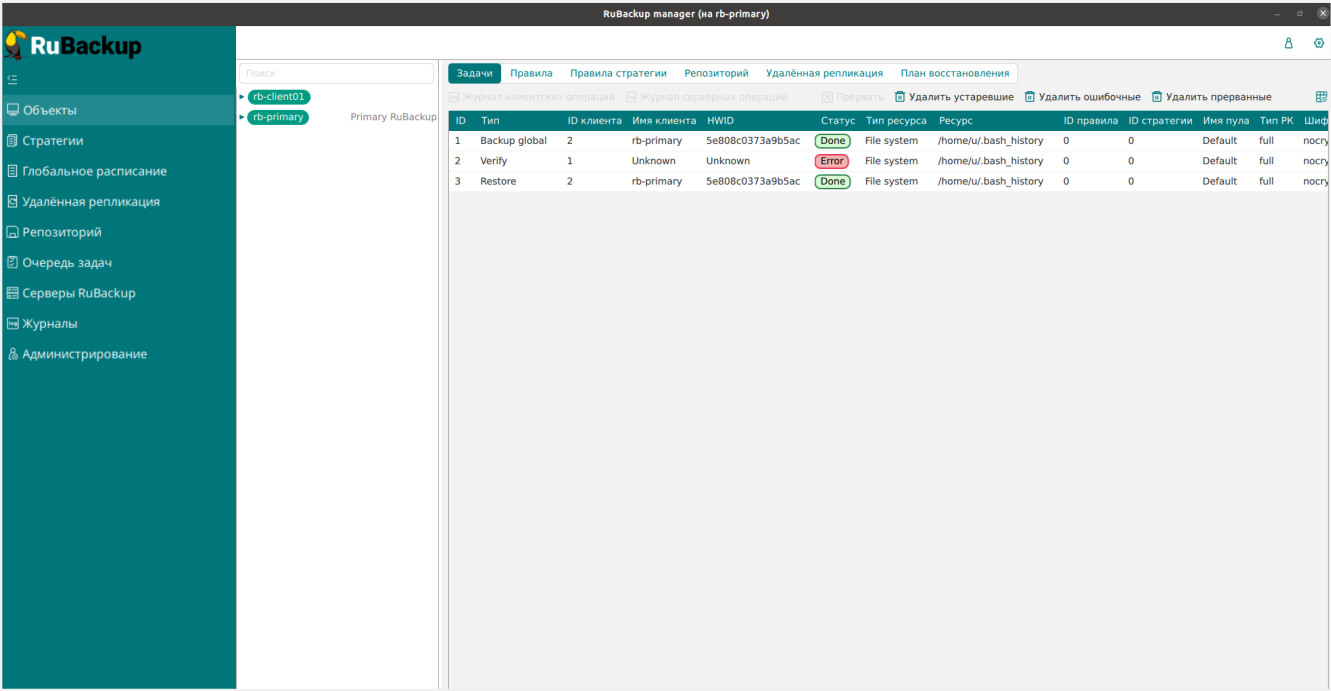 RuBackup manager (на rb-primary)
RuBackup
Объекты
Стратегии
Глобальное расписание
Удалённая репликация
Репозиторий
Очередь задач
Серверы RuBackup
Журналы
Администрирование
Поиск
rb-client01
rb-primary Primary RuBackup
Задачи Правила Правила стратегии Репозиторий Удалённая репликация План восстановления
Журнал клиентских операций Журнал серверных операций Прервать Удалить устаревшие Удалить ошибочные Удалить прерванные
ID Тип ID клиента Имя клиента HWID Статус Тип ресурса Ресурс ID правила ID стратегии Имя пула Тип РК Шиф
1 Backup global 2 rb-primary 5e808c0373a9b5ac Done File system /home/u/.bash_history 0 0 Default full nocry
2 Verify 1 Unknown Unknown Error File system /home/u/.bash_history 0 0 Default full nocry
3 Restore 2 rb-primary 5e808c0373a9b5ac Done File system /home/u/.bash_history 0 0 Default full nocry